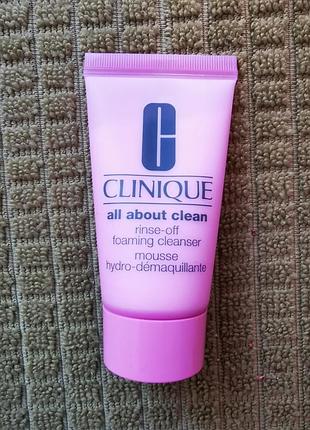 C
CLINIQUE
all about clean
rinse-off
foaming cleanser
mousse
hydro-démaquillante